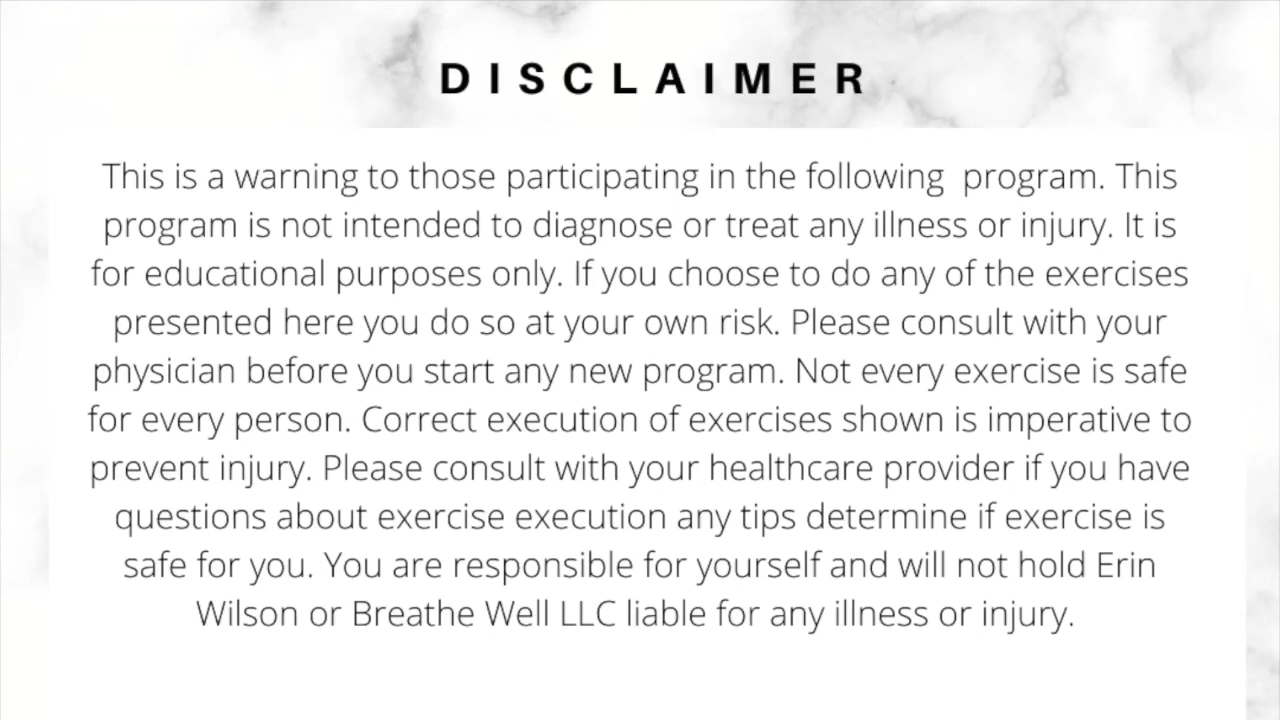 DISCLAIMER
This is a warning to those participating in the following  program. This
program is not intended to diagnose or treat any illness or injury. It is
for educational purposes only. If you choose to do any of the exercises
presented here you do so at your own risk. Please consult with your
physician before you start any new program. Not every exercise is safe
for every person. Correct execution of exercises shown is imperative to
prevent injury. Please consult with your healthcare provider if you have
questions about exercise execution any tips determine if exercise is
safe for you. You are responsible for yourself and will not hold Erin
Wilson or Breathe Well LLC liable for any illness or injury.